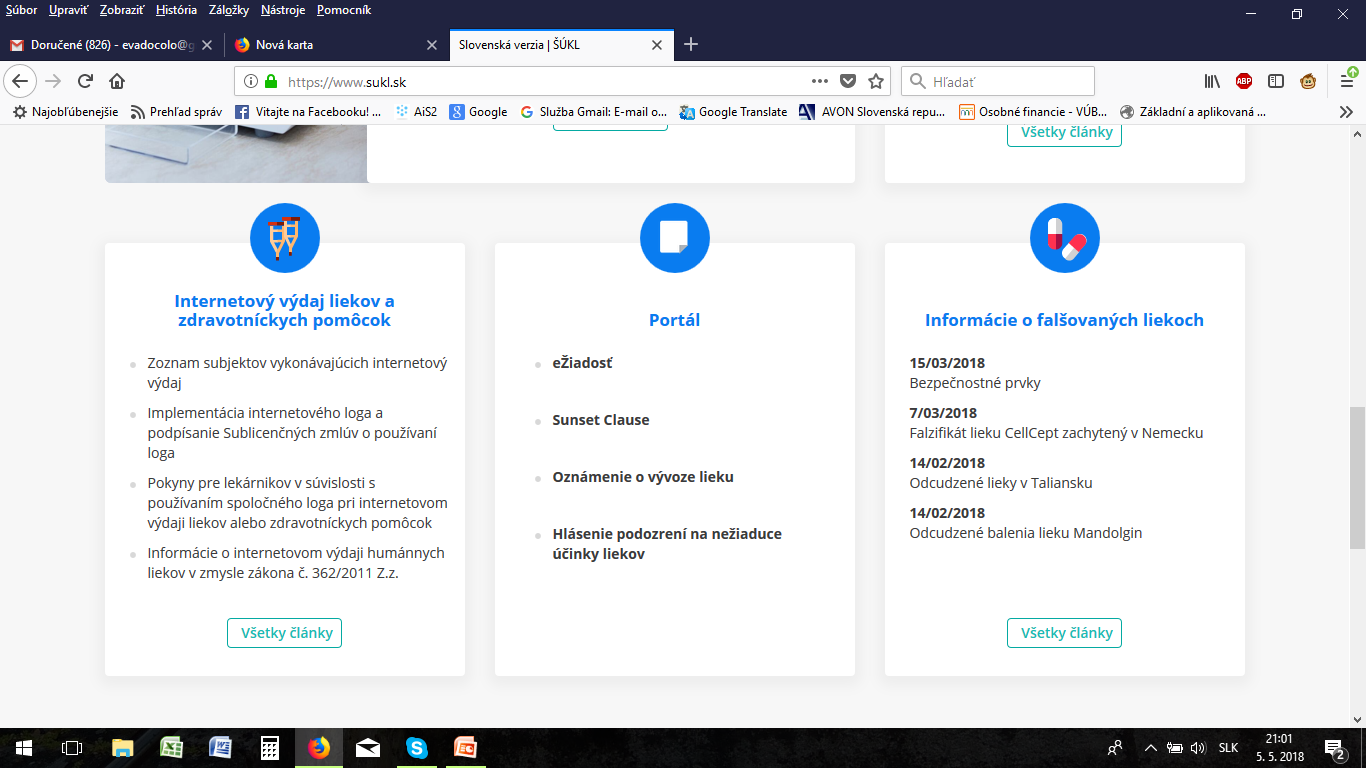 Súbor Upraviť Zobraziť História Záložky Nástroje Pomocník
Doručené (826) - evadocolo@g
Nová karta
Slovenská verzia | ŠÚKL
https://www.sukl.sk
Hľadať
ABP
Najobľúbenejšie
Prehľad správ
Vitajte na Facebooku! ...
AiS2
Google
Služba Gmail: E-mail o...
Google Translate
AVON Slovenská repu...
Osobné financie – VÚB...
Základní a aplikovaná ...
Všetky články
Internetový výdaj liekov a
zdravotníckych pomôcok
Zoznam subjektov vykonávajúcich internetový
výdaj
Implementácia internetového loga a
podpísanie Sublicenčných zmlúv o používaní
loga
Pokyny pre lekárnikov v súvislosti s
používaním spoločného loga pri internetovom
výdaji liekov alebo zdravotníckych pomôcok
Informácie o internetovom výdaji humánnych
liekov v zmysle zákona č. 362/2011 Z.z.
Všetky články
Portál
eŽiadosť
Sunset Clause
Oznámenie o vývoze lieku
Hlásenie podozrení na nežiaduce
účinky liekov
Informácie o falšovaných liekoch
15/03/2018
Bezpečnostné prvky
7/03/2018
Falzifikát lieku CellCept zachytený v Nemecku
14/02/2018
Odcudzené lieky v Taliansku
14/02/2018
Odcudzené balenia lieku Mandolgin
Všetky články
SLK
21:01
5. 5. 2018
2